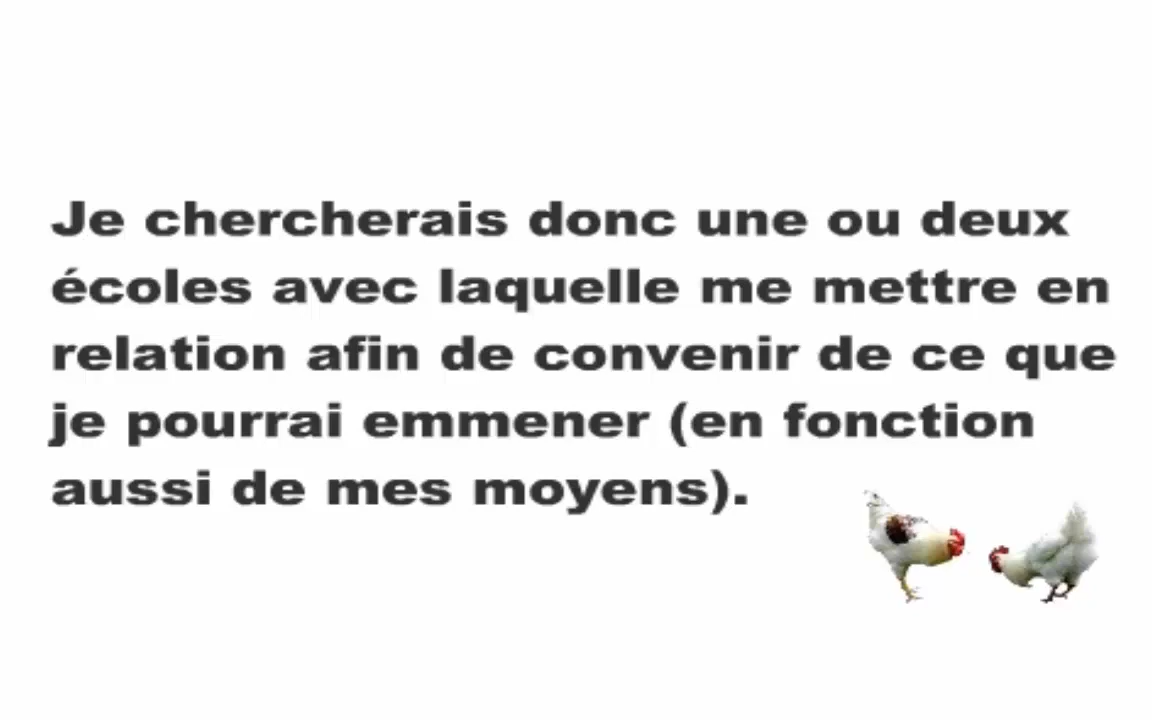 Je chercherais donc une ou deux
écoles avec laquelle me mettre en
relation afin de convenir de ce que
je pourrai emmener (en fonction
aussi de mes moyens).